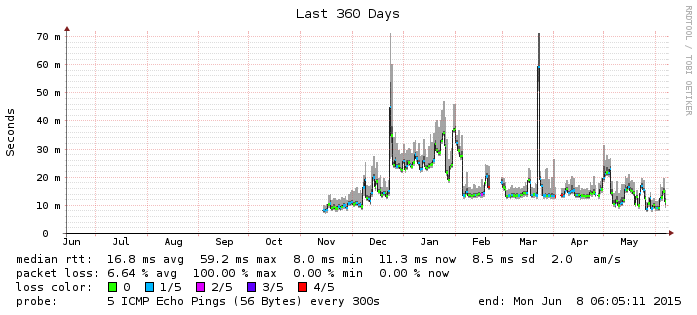 Last 360 Days
RRDTOOL / TOBI OETIKER
Seconds
70 m
60 m
50 m
40 m
30 m
20 m
10 m
0
Jun Jul Aug Sep Oct Nov Dec Jan Feb Mar Apr May
median rtt: 16.8 ms avg 59.2 ms max 8.0 ms min 11.3 ms now 8.5 ms sd 2.0 am/s
packet loss: 6.64 % avg 100.00 % max 0.00 % min 0.00 % now
loss color: 0 1/5 2/5 3/5 4/5
probe: 5 ICMP Echo Pings (56 Bytes) every 300s end: Mon Jun 8 06:05:11 2015